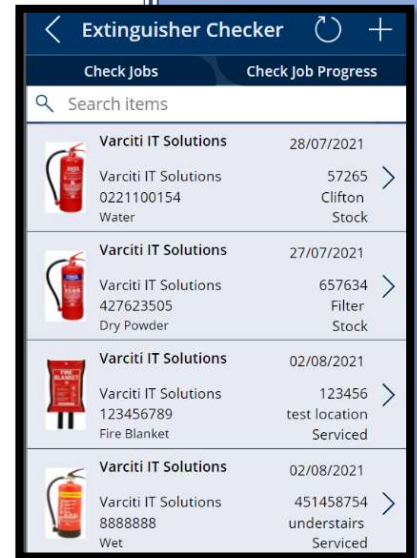 Extinguisher Checker
Check Jobs Check Job Progress
Search items
Varciti IT Solutions 28/07/2021
Varciti IT Solutions 57265
0221100154 Clifton
Water Stock
Varciti IT Solutions 27/07/2021
Varciti IT Solutions 657634
427623505 Filter
Dry Powder Stock
FIRE BLANKET
Varciti IT Solutions 02/08/2021
Varciti IT Solutions 123456
123456789 test location
Fire Blanket Serviced
Varciti IT Solutions 02/08/2021
Varciti IT Solutions 451458754
8888888 understairs
Wet Serviced